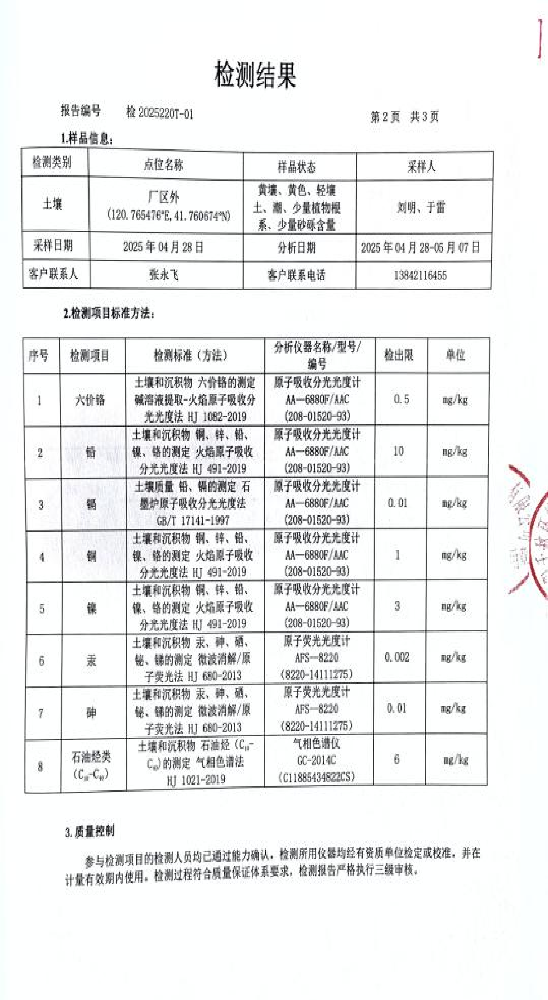 检测结果
报告编号 检 2025220T-01
第 2 页 共 3 页
1.样品信息：
检测类别 点位名称 样品状态 采样人
土壤 厂区外 (120.765476°E,41.760674°N) 黄壤、黄色、轻壤土、潮、少量植物根系、少量砂砾含量 刘明、于雷
采样日期 2025 年 04 月 28 日 分析日期 2025 年 04 月 28-05 月 07 日
客户联系人 张永飞 客户联系电话 13842116455
2.检测项目标准方法：
序号 检测项目 检测标准（方法） 分析仪器名称/型号/编号 检出限 单位
1 六价铬 土壤和沉积物 六价铬的测定 碱溶液提取-火焰原子吸收分光光度法 HJ 1082-2019 原子吸收分光光度计 AA—6880F/AAC (208-01520-93) 0.5 mg/kg
2 铅 土壤和沉积物 铜、锌、铅、镍、铬的测定 火焰原子吸收分光光度法 HJ 491-2019 原子吸收分光光度计 AA—6880F/AAC (208-01520-93) 10 mg/kg
3 镉 土壤质量 铅、镉的测定 石墨炉原子吸收分光光度法 GB/T 17141-1997 原子吸收分光光度计 AA—6880F/AAC (208-01520-93) 0.01 mg/kg
4 铜 土壤和沉积物 铜、锌、铅、镍、铬的测定 火焰原子吸收分光光度法 HJ 491-2019 原子吸收分光光度计 AA—6880F/AAC (208-01520-93) 1 mg/kg
5 镍 土壤和沉积物 铜、锌、铅、镍、铬的测定 火焰原子吸收分光光度法 HJ 491-2019 原子吸收分光光度计 AA—6880F/AAC (208-01520-93) 3 mg/kg
6 汞 土壤和沉积物 汞、砷、硒、铋、锑的测定 微波消解/原子荧光法 HJ 680-2013 原子荧光光度计 AFS—8220 (8220-14111275) 0.002 mg/kg
7 砷 土壤和沉积物 汞、砷、硒、铋、锑的测定 微波消解/原子荧光法 HJ 680-2013 原子荧光光度计 AFS—8220 (8220-14111275) 0.01 mg/kg
8 石油烃类 (C₁₀-C₄₀) 土壤和沉积物 石油烃（C₁₀-C₄₀)的测定 气相色谱法 HJ 1021-2019 气相色谱仪 GC-2014C (C11885434822CS) 6 mg/kg
3.质量控制
参与检测项目的检测人员均已通过能力确认，检测所用仪器均经有资质单位检定或校准，并在
计量有效期内使用。检测过程符合质量保证体系要求，检测报告严格执行三级审核。